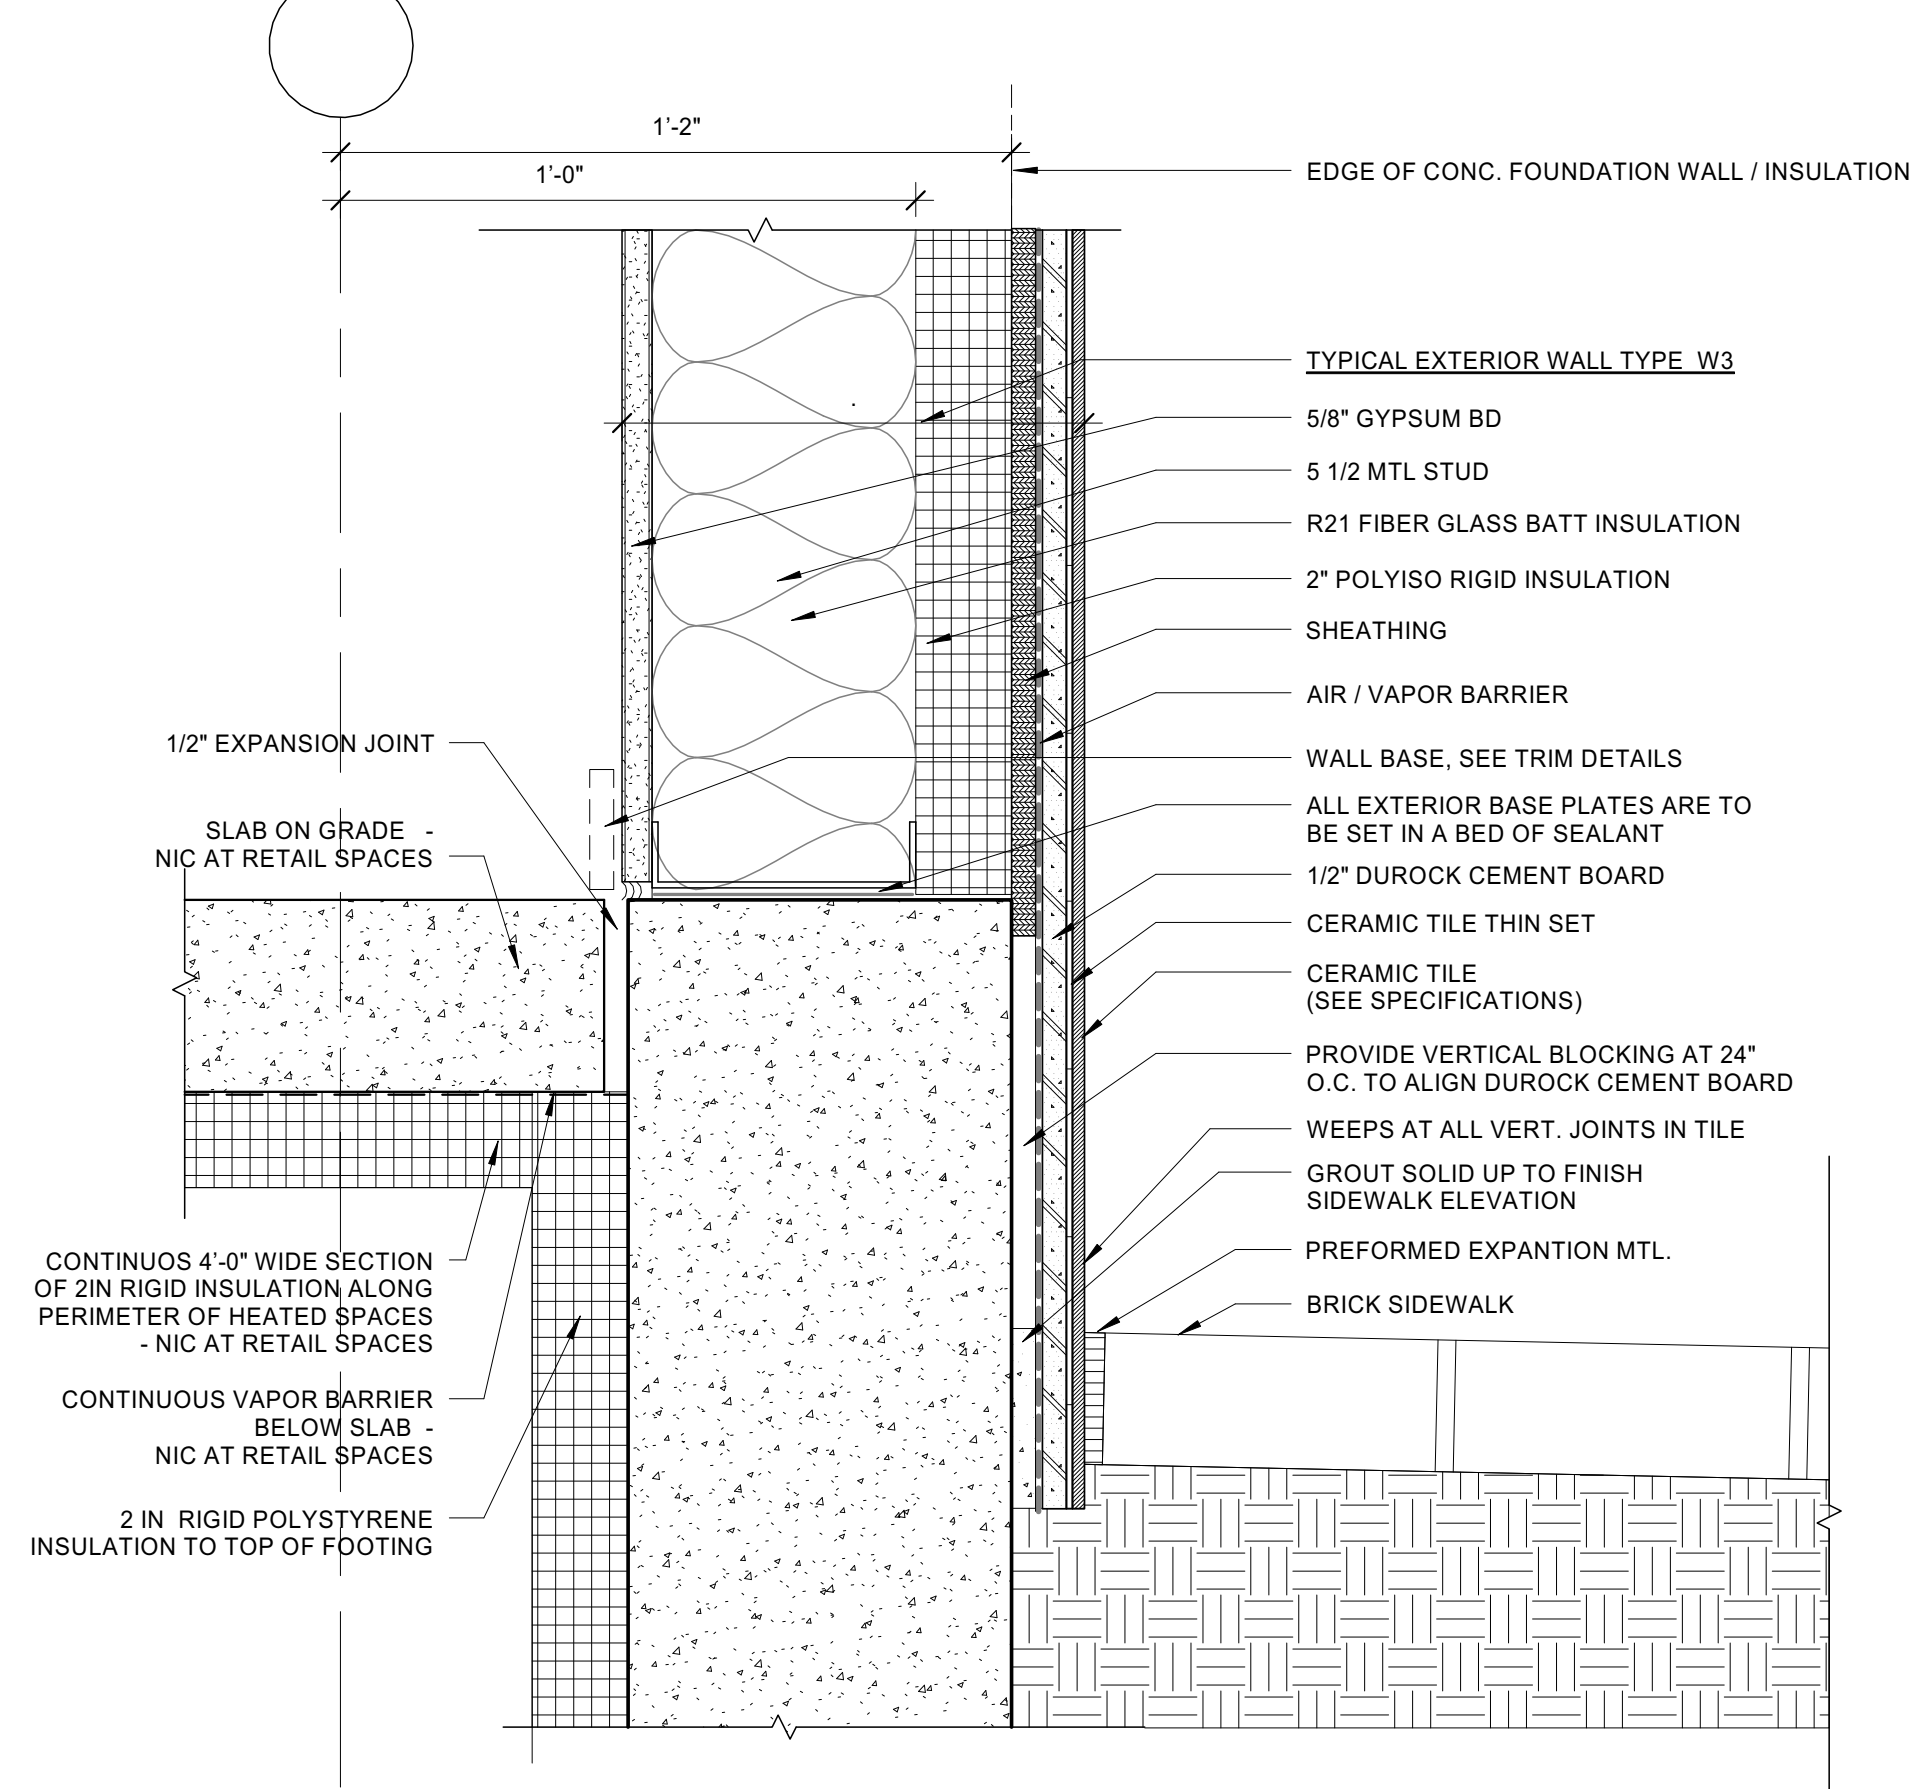 1'-2"
1'-0"
EDGE OF CONC. FOUNDATION WALL / INSULATION
TYPICAL EXTERIOR WALL TYPE W3
5/8" GYPSUM BD
5 1/2 MTL STUD
R21 FIBER GLASS BATT INSULATION
2" POLYISO RIGID INSULATION
SHEATHING
AIR / VAPOR BARRIER
WALL BASE, SEE TRIM DETAILS
ALL EXTERIOR BASE PLATES ARE TO
BE SET IN A BED OF SEALANT
1/2" DUROCK CEMENT BOARD
CERAMIC TILE THIN SET
CERAMIC TILE
(SEE SPECIFICATIONS)
PROVIDE VERTICAL BLOCKING AT 24"
O.C. TO ALIGN DUROCK CEMENT BOARD
WEEPS AT ALL VERT. JOINTS IN TILE
GROUT SOLID UP TO FINISH
SIDEWALK ELEVATION
PREFORMED EXPANTION MTL.
BRICK SIDEWALK
1/2" EXPANSION JOINT
SLAB ON GRADE -
NIC AT RETAIL SPACES
CONTINUOS 4'-0" WIDE SECTION
OF 2IN RIGID INSULATION ALONG
PERIMETER OF HEATED SPACES
- NIC AT RETAIL SPACES
CONTINUOUS VAPOR BARRIER
BELOW SLAB -
NIC AT RETAIL SPACES
2 IN RIGID POLYSTYRENE
INSULATION TO TOP OF FOOTING